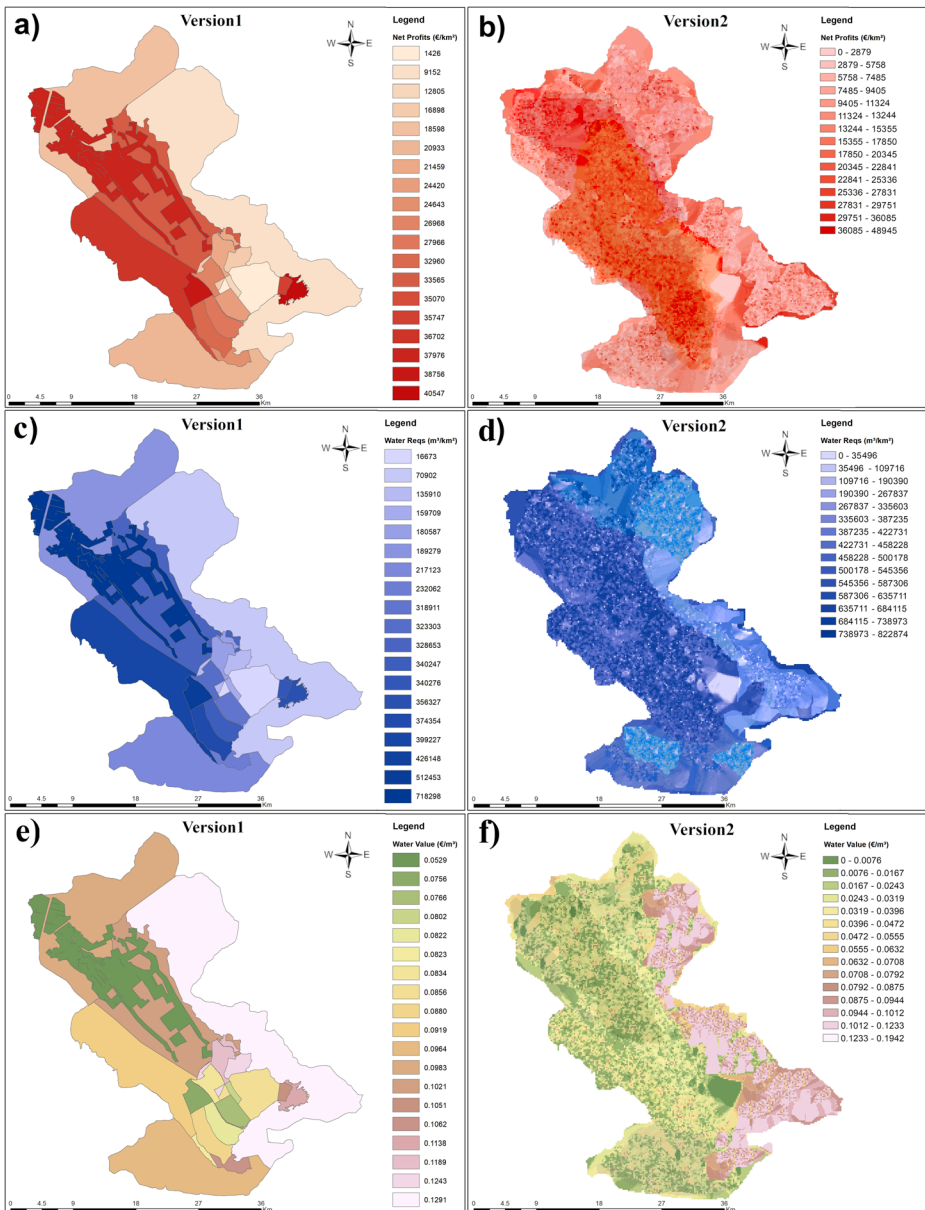 a)
Version1
N
W E
S
Legend
Net Profits (€/km²)
1426
9152
12805
16898
18598
20933
21459
24420
24643
26968
27966
32960
33565
35070
35747
36702
37976
38756
40547
0 4.5 9 18 27 36
Km
b)
Version2
N
W E
S
Legend
Net Profits (€/km²)
0 - 2879
2879 - 5758
5758 - 7485
7485 - 9405
9405 - 11324
11324 - 13244
13244 - 15355
15355 - 17850
17850 - 20345
20345 - 22841
22841 - 25336
25336 - 27831
27831 - 29751
29751 - 36085
36085 - 48945
0 4.5 9 18 27 36
Km
c)
Version1
N
W E
S
Legend
Water Reqs (m³/km²)
16673
70902
135910
159709
180587
189279
217123
232062
318911
323303
328653
340247
340276
356327
374354
399227
426148
512453
718298
0 4.5 9 18 27 36
Km
d)
Version2
N
W E
S
Legend
Water Reqs (m³/km²)
0 - 35496
35496 - 109716
109716 - 190390
190390 - 267837
267837 - 335603
335603 - 387235
387235 - 422731
422731 - 458228
458228 - 500178
500178 - 545356
545356 - 587306
587306 - 635711
635711 - 684115
684115 - 738973
738973 - 822874
0 4.5 9 18 27 36
Km
e)
Version1
N
W E
S
Legend
Water Value (€/m³)
0.0529
0.0756
0.0766
0.0802
0.0822
0.0823
0.0834
0.0856
0.0880
0.0919
0.0964
0.0983
0.1021
0.1051
0.1062
0.1138
0.1189
0.1243
0.1291
0 4.5 9 18 27 36
Km
f)
Version2
N
W E
S
Legend
Water Value (€/m³)
0 - 0.0076
0.0076 - 0.0167
0.0167 - 0.0243
0.0243 - 0.0319
0.0319 - 0.0396
0.0396 - 0.0472
0.0472 - 0.0555
0.0555 - 0.0632
0.0632 - 0.0708
0.0708 - 0.0792
0.0792 - 0.0875
0.0875 - 0.0944
0.0944 - 0.1012
0.1012 - 0.1233
0.1233 - 0.1942
0 4.5 9 18 27 36
Km